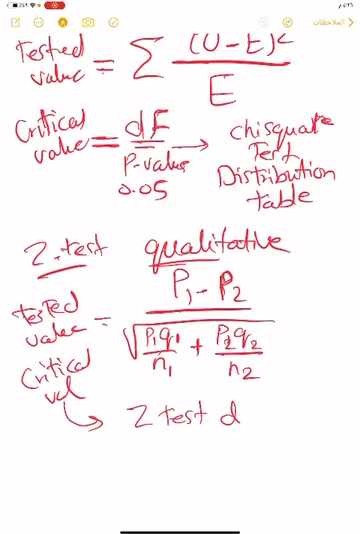 الملاحظات
Tested value = Σ (O - E)² / E
Critical value = dF / P-value 0.05 → chisquare Test Distribution table
Z-test qualitative
tested value = P₁ - P₂ / √ P₁q₁ / n₁ + P₂q₂ / n₂
Critical val
↳ Z test d